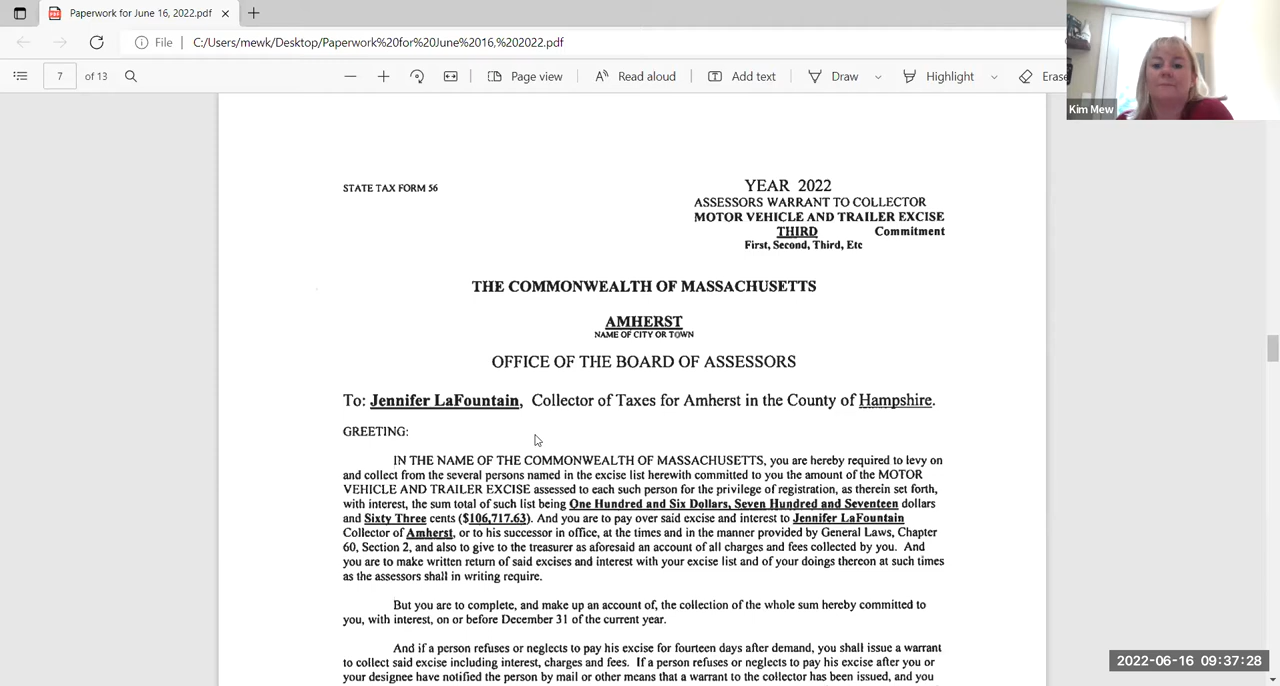 Paperwork for June 16, 2022.pdf
File | C:/Users/mewk/Desktop/Paperwork%20for%20June%2016,%202022.pdf
7 of 13
Page view
Read aloud
Add text
Draw
Highlight
Erase
Kim Mew
STATE TAX FORM 56
YEAR 2022
ASSESSORS WARRANT TO COLLECTOR
MOTOR VEHICLE AND TRAILER EXCISE
THIRD Commitment
First, Second, Third, Etc
THE COMMONWEALTH OF MASSACHUSETTS
AMHERST
NAME OF CITY OR TOWN
OFFICE OF THE BOARD OF ASSESSORS
To: Jennifer LaFountain, Collector of Taxes for Amherst in the County of Hampshire.
GREETING:
IN THE NAME OF THE COMMONWEALTH OF MASSACHUSETTS, you are hereby required to levy on
and collect from the several persons named in the excise list herewith committed to you the amount of the MOTOR
VEHICLE AND TRAILER EXCISE assessed to each such person for the privilege of registration, as therein set forth,
with interest, the sum total of such list being One Hundred and Six Dollars, Seven Hundred and Seventeen dollars
and Sixty Three cents ($106,717.63). And you are to pay over said excise and interest to Jennifer LaFountain
Collector of Amherst, or to his successor in office, at the times and in the manner provided by General Laws, Chapter
60, Section 2, and also to give to the treasurer as aforesaid an account of all charges and fees collected by you. And
you are to make written return of said excises and interest with your excise list and of your doings thereon at such times
as the assessors shall in writing require.
But you are to complete, and make up an account of, the collection of the whole sum hereby committed to
you, with interest, on or before December 31 of the current year.
And if a person refuses or neglects to pay his excise for fourteen days after demand, you shall issue a warrant
to collect said excise including interest, charges and fees. If a person refuses or neglects to pay his excise after you or
your designee have notified the person by mail or other means that a warrant to the collector has been issued, and you
2022-06-16 09:37:28